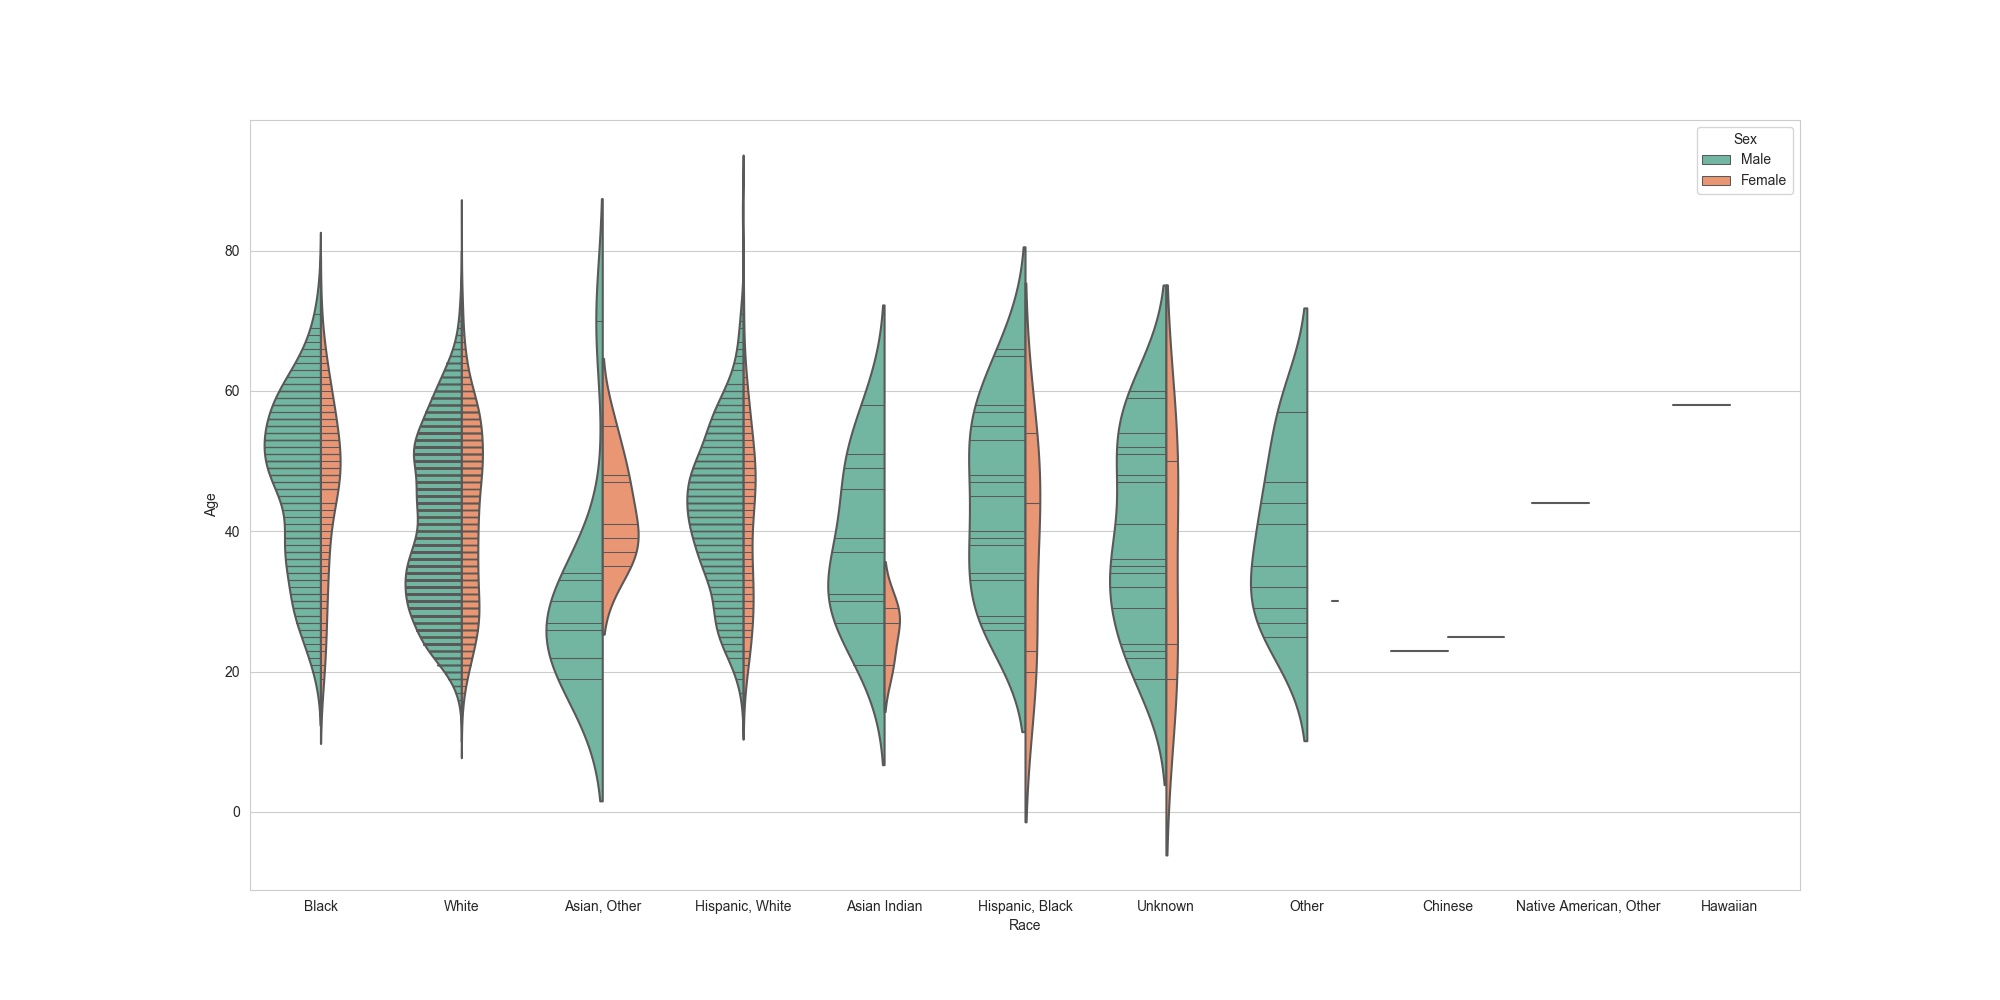 Sex
Male
Female
80
60
40
20
0
Age
Black
White
Asian, Other
Hispanic, White
Asian Indian
Hispanic, Black
Unknown
Other
Chinese
Native American, Other
Hawaiian
Race